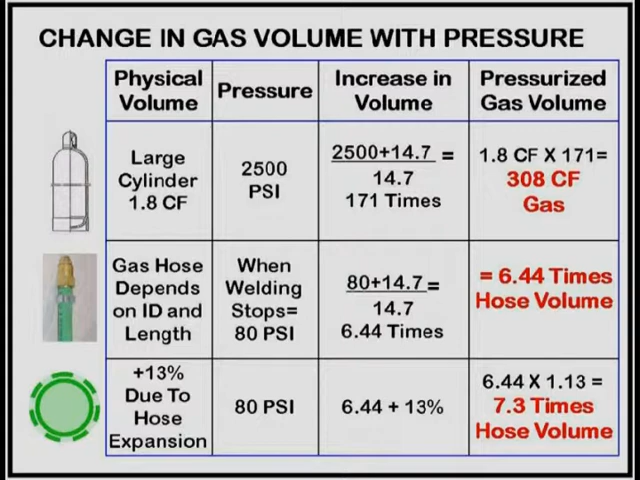 CHANGE IN GAS VOLUME WITH PRESSURE
Physical Volume
Pressure
Increase in Volume
Pressurized Gas Volume
Large
Cylinder
1.8 CF
2500
PSI
2500+14.7 =
14.7
171 Times
1.8 CF X 171=
308 CF
Gas
Gas Hose
Depends
on ID and
Length
When
Welding
Stops=
80 PSI
80+14.7=
14.7
6.44 Times
= 6.44 Times
Hose Volume
+13%
Due To
Hose
Expansion
80 PSI
6.44 + 13%
6.44 X 1.13 =
7.3 Times
Hose Volume